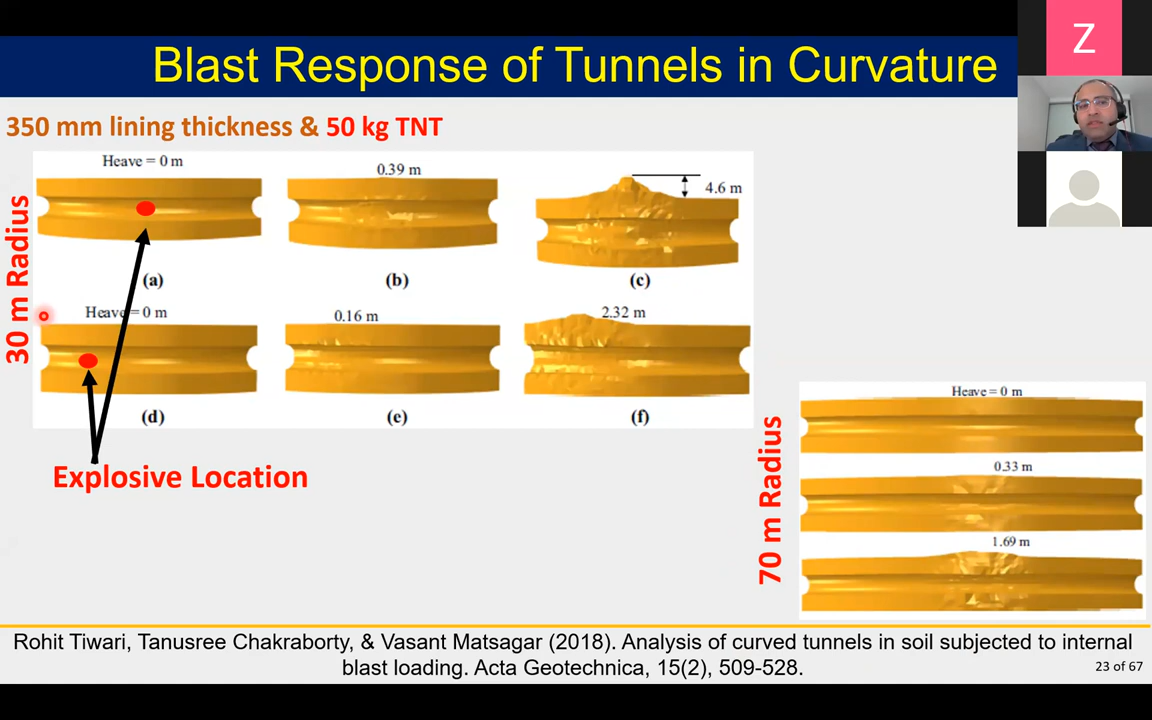 Blast Response of Tunnels in Curvature
Z
350 mm lining thickness & 50 kg TNT
30 m Radius
Heave = 0 m
0.39 m
4.6 m
(a)
(b)
(c)
Heave = 0 m
0.16 m
2.32 m
(d)
(e)
(f)
Explosive Location
70 m Radius
Heave = 0 m
0.33 m
1.69 m
Rohit Tiwari, Tanusree Chakraborty, & Vasant Matsagar (2018). Analysis of curved tunnels in soil subjected to internal
blast loading. Acta Geotechnica, 15(2), 509-528.
23 of 67